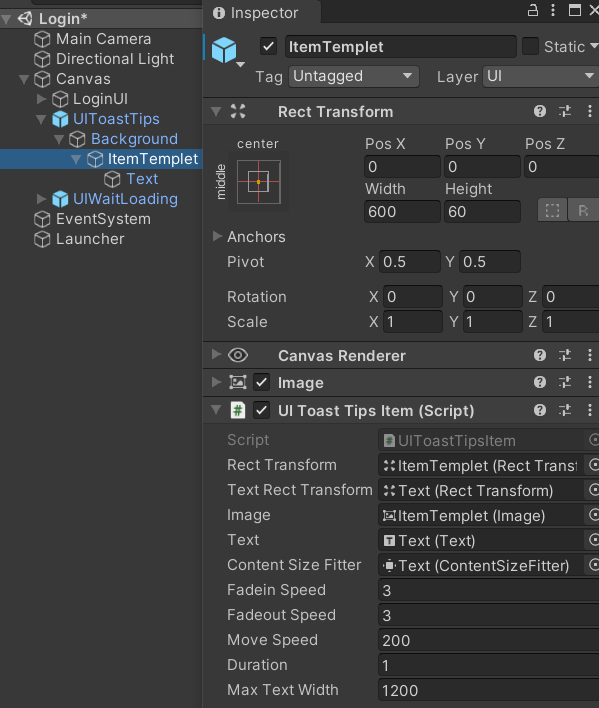 Login*
Main Camera
Directional Light
Canvas
LoginUI
UIToastTips
Background
ItemTemplet
Text
UIWaitLoading
EventSystem
Launcher
Inspector
ItemTemplet
Static
Tag Untagged Layer UI
Rect Transform
center
middle
Pos X Pos Y Pos Z
0 0 0
Width Height
600 60
R
Anchors
Pivot X 0.5 Y 0.5
Rotation X 0 Y 0 Z 0
Scale X 1 Y 1 Z 1
Canvas Renderer
Image
UI Toast Tips Item (Script)
Script UIToastTipsItem
Rect Transform ItemTemplet (Rect Transf
Text Rect Transform Text (Rect Transform)
Image ItemTemplet (Image)
Text Text (Text)
Content Size Fitter Text (ContentSizeFitter)
Fadein Speed 3
Fadeout Speed 3
Move Speed 200
Duration 1
Max Text Width 1200